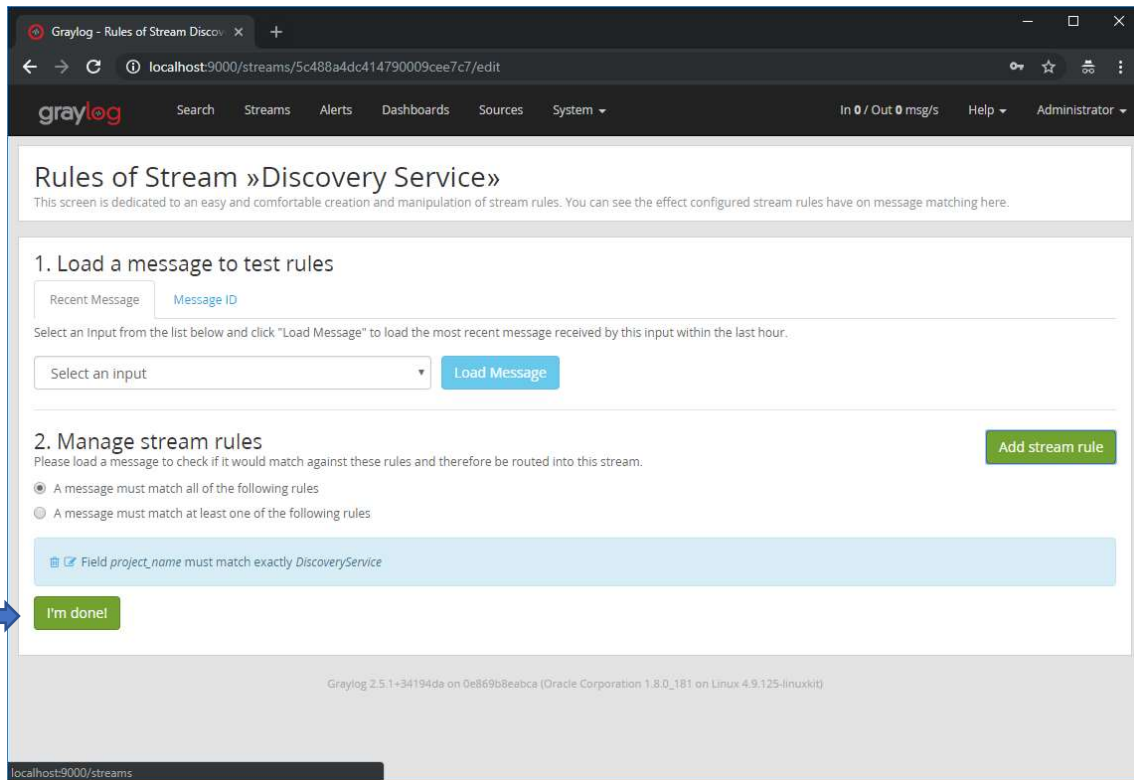 Graylog - Rules of Stream Discov
localhost:9000/streams/5c488a4dc414790009cee7c7/edit
graylog Search Streams Alerts Dashboards Sources System In 0 / Out 0 msg/s Help Administrator
Rules of Stream »Discovery Service»
This screen is dedicated to an easy and comfortable creation and manipulation of stream rules. You can see the effect configured stream rules have on message matching here.
1. Load a message to test rules
Recent Message Message ID
Select an Input from the list below and click "Load Message" to load the most recent message received by this input within the last hour.
Select an input Load Message
2. Manage stream rules
Add stream rule
Please load a message to check if it would match against these rules and therefore be routed into this stream.
A message must match all of the following rules
A message must match at least one of the following rules
Field project_name must match exactly DiscoveryService
I'm done!
Graylog 2.5.1+34194da on 0e869b8eabca (Oracle Corporation 1.8.0_181 on Linux 4.9.125-linuxkit)
localhost:9000/streams